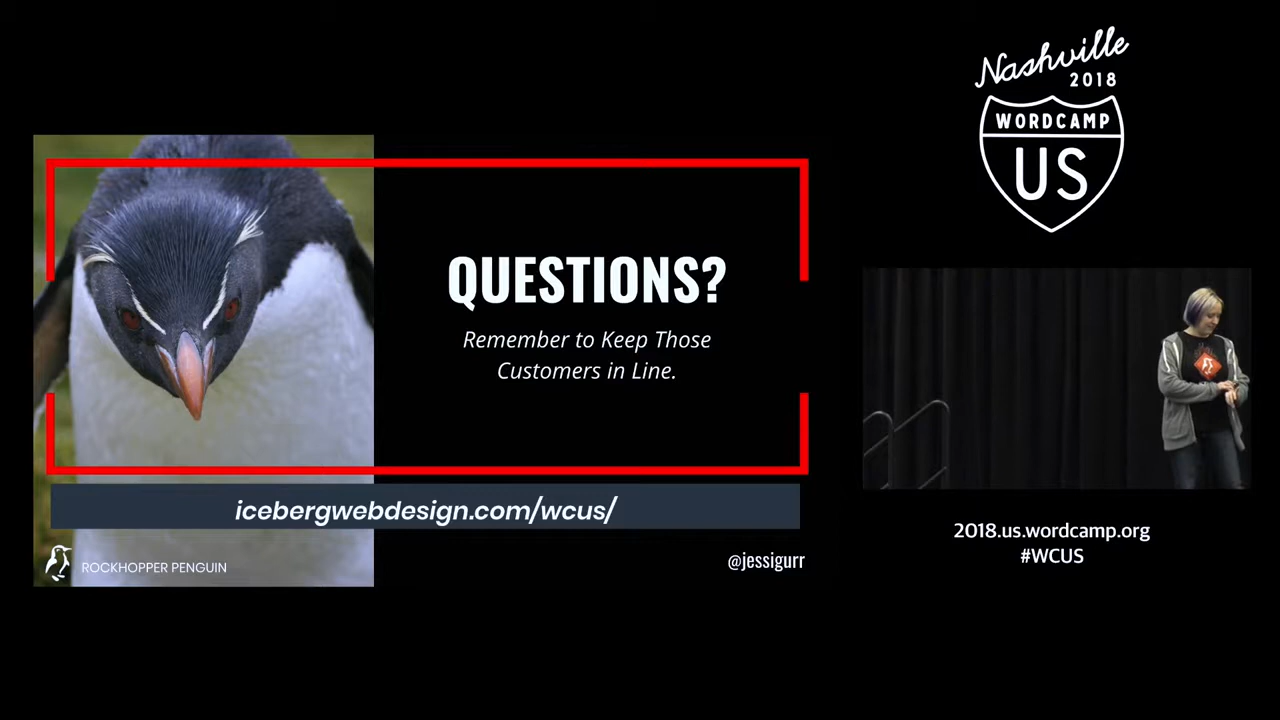 Nashville
2018
WORDCAMP
US
QUESTIONS?
Remember to Keep Those
Customers in Line.
icebergwebdesign.com/wcus/
ROCKHOPPER PENGUIN
@jessigurr
2018.us.wordcamp.org
#WCUS